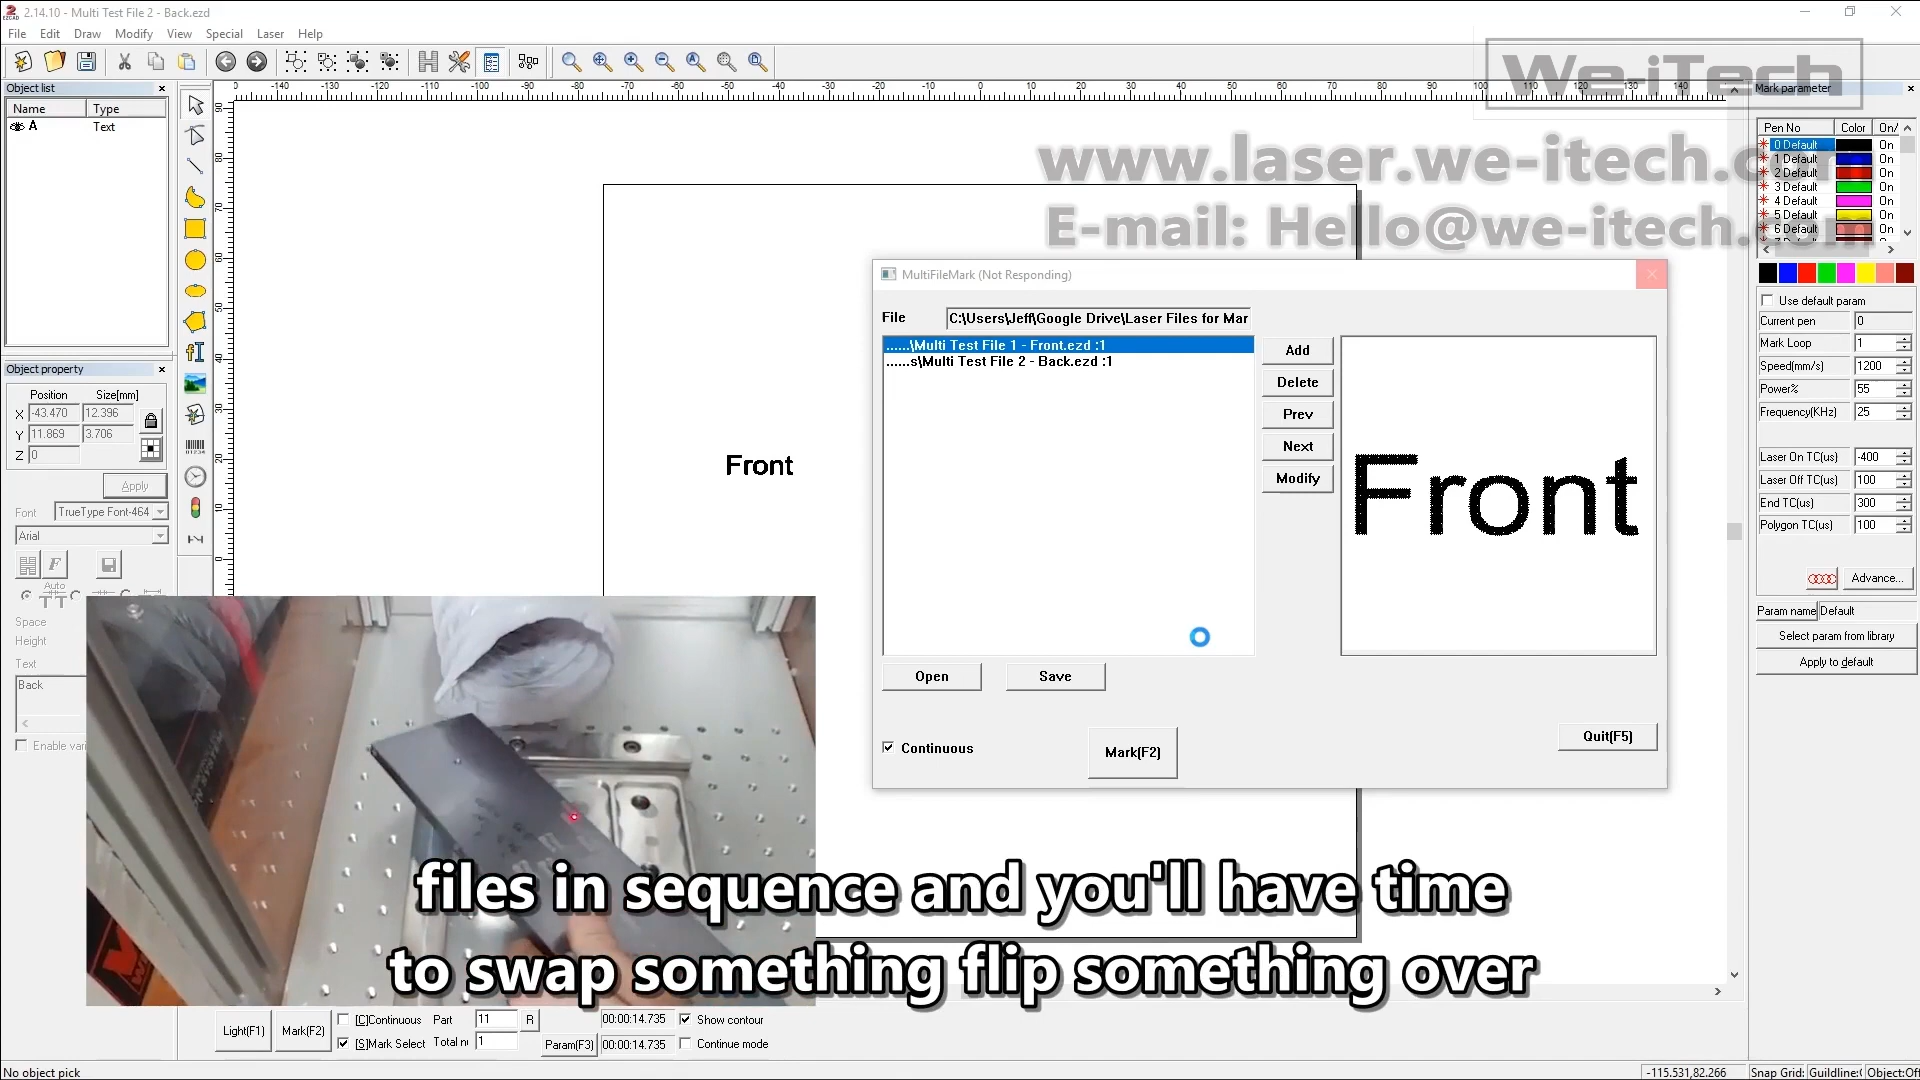 2.14.10 - Multi Test File 2 - Back.ezd
File Edit Draw Modify View Special Laser Help
Object list
Name Type
A Text
Object property
Position Size[mm]
X -43.470 12.396
Y 11.869 3.706
Z 0
Apply
Font TrueType Font-464
Arial
Auto
Space
Height
Text
Back
Enable var
We-iTech
www.laser.we-itech.com
E-mail: Hello@we-itech.com
Front
MultiFileMark (Not Responding)
File C:\Users\Jeff\Google Drive\Laser Files for Mar
......\Multi Test File 1 - Front.ezd :1
......s\Multi Test File 2 - Back.ezd :1
Add
Delete
Prev
Next
Modify
Front
Open Save
Continuous
Mark(F2)
Quit(F5)
Mark parameter
Pen No Color On/
0 Default On
1 Default On
2 Default On
3 Default On
4 Default On
5 Default On
6 Default On
Use default param
Current pen 0
Mark Loop 1
Speed(mm/s) 1200
Power% 55
Frequency(KHz) 25
Laser On TC(us) -400
Laser Off TC(us) 100
End TC(us) 300
Polygon TC(us) 100
Advance...
Param name Default
Select param from library
Apply to default
files in sequence and you'll have time
to swap something flip something over
Light(F1) Mark(F2) [C]Continuous Part 11 R 00:00:14.735 Show contour
[S]Mark Select Total nu 1 Param(F3) 00:00:14.735 Continue mode
No object pick
-115.531,82.266 Snap Grid: Guildline:( Object:Off